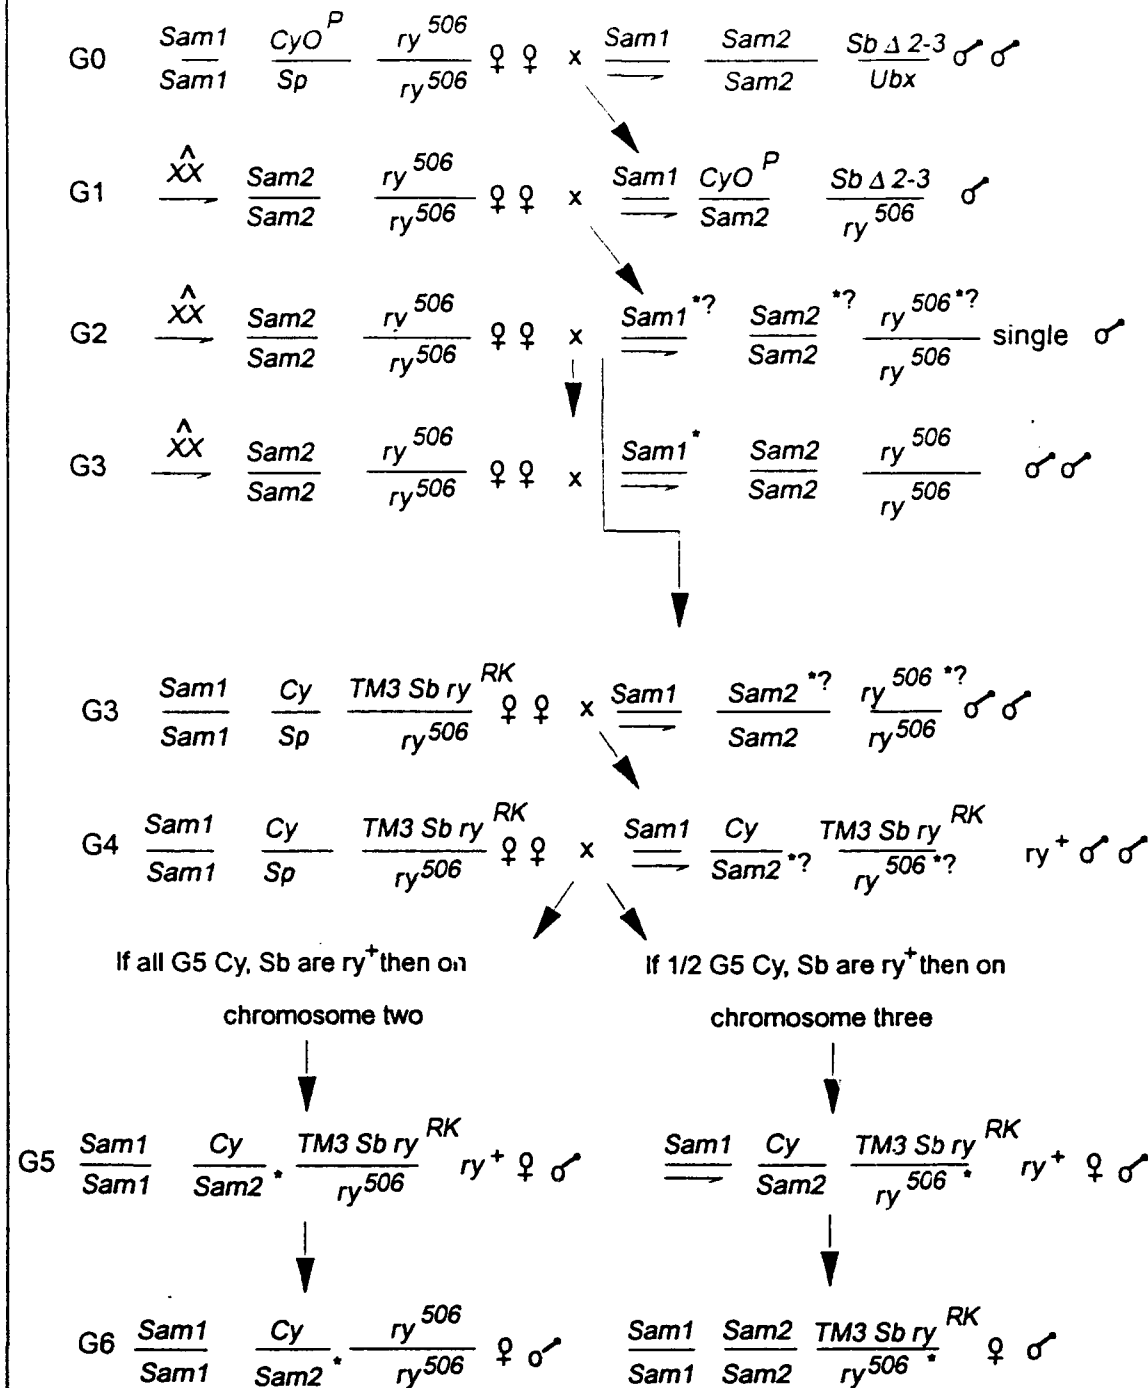 G0 Sam1 CyO P ry 506 ♀ ♀ x Sam1 Sam2 Sb Δ 2-3 ♂ ♂
Sam1 Sp ry 506 Sam2 Ubx
G1 XX Sam2 ry 506 ♀ ♀ x Sam1 CyO P Sb Δ 2-3 ♂
Sam2 ry 506 Sam2 ry 506
G2 XX Sam2 rv 506 ♀ ♀ x Sam1 *? Sam2 *? ry 506 *? single ♂
Sam2 ry 506 Sam2 ry 506
G3 XX Sam2 ry 506 ♀ ♀ x Sam1 * Sam2 ry 506 ♂ ♂
Sam2 ry 506 Sam2 ry 506
G3 Sam1 Cy TM3 Sb ry RK ♀ ♀ x Sam1 Sam2 *? ry 506 *? ♂ ♂
Sam1 Sp ry 506 Sam2 ry 506
G4 Sam1 Cy TM3 Sb ry RK ♀ ♀ x Sam1 Cy TM3 Sb ry RK ry + ♂ ♂
Sam1 Sp ry 506 Sam2 *? ry 506 *?
If all G5 Cy, Sb are ry + then on
chromosome two
If 1/2 G5 Cy, Sb are ry + then on
chromosome three
G5 Sam1 Cy TM3 Sb ry RK ry + ♀ ♂ Sam1 Cy TM3 Sb ry RK ry + ♀ ♂
Sam1 Sam2 * ry 506 Sam2 ry 506 *
G6 Sam1 Cy ry 506 ♀ ♂ Sam1 Sam2 TM3 Sb ry RK ♀ ♂
Sam1 Sam2 * ry 506 Sam1 Sam2 ry 506 *